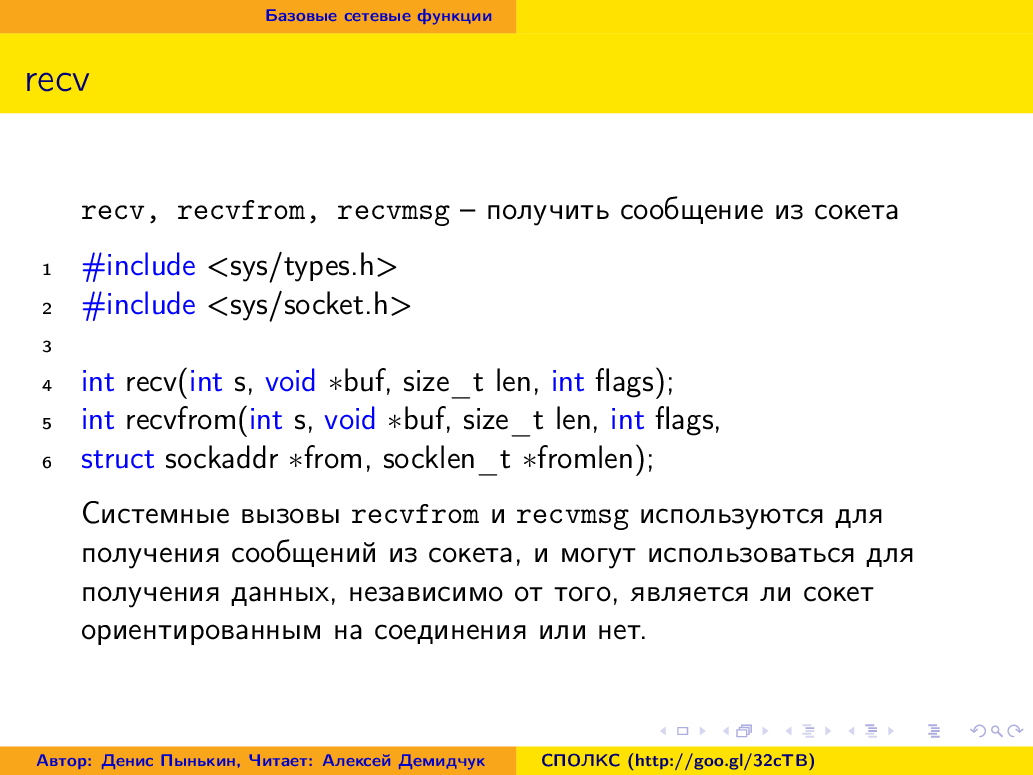 Базовые сетевые функции
recv
recv, recvfrom, recvmsg – получить сообщение из сокета
1 #include <sys/types.h>
2 #include <sys/socket.h>
3
4 int recv(int s, void *buf, size_t len, int flags);
5 int recvfrom(int s, void *buf, size_t len, int flags,
6 struct sockaddr *from, socklen_t *fromlen);
Системные вызовы recvfrom и recvmsg используются для
получения сообщений из сокета, и могут использоваться для
получения данных, независимо от того, является ли сокет
ориентированным на соединения или нет.
Автор: Денис Пынькин, Читает: Алексей Демидчук СПОЛКС (http://goo.gl/32cTB)